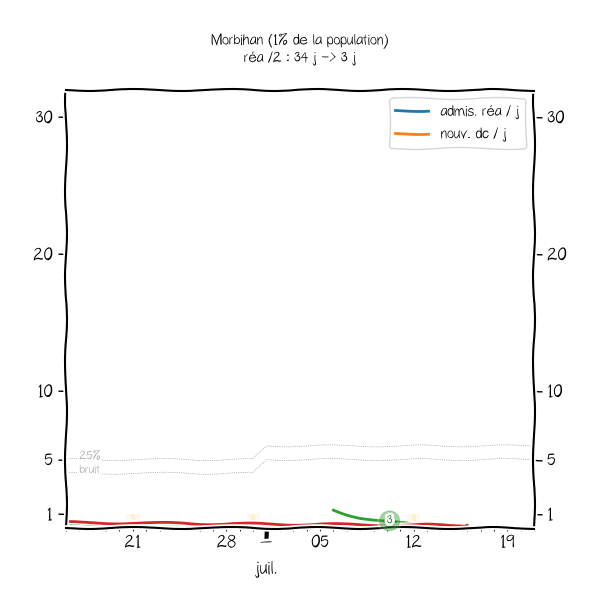 Morbihan (1% de la population)
réa /2 : 34 j -> 3 j
admis. réa / j
nouv. dc / j
30 30
20 20
10 10
25%
5 5
bruit
1 3 1
21 28 05 12 19
juil.